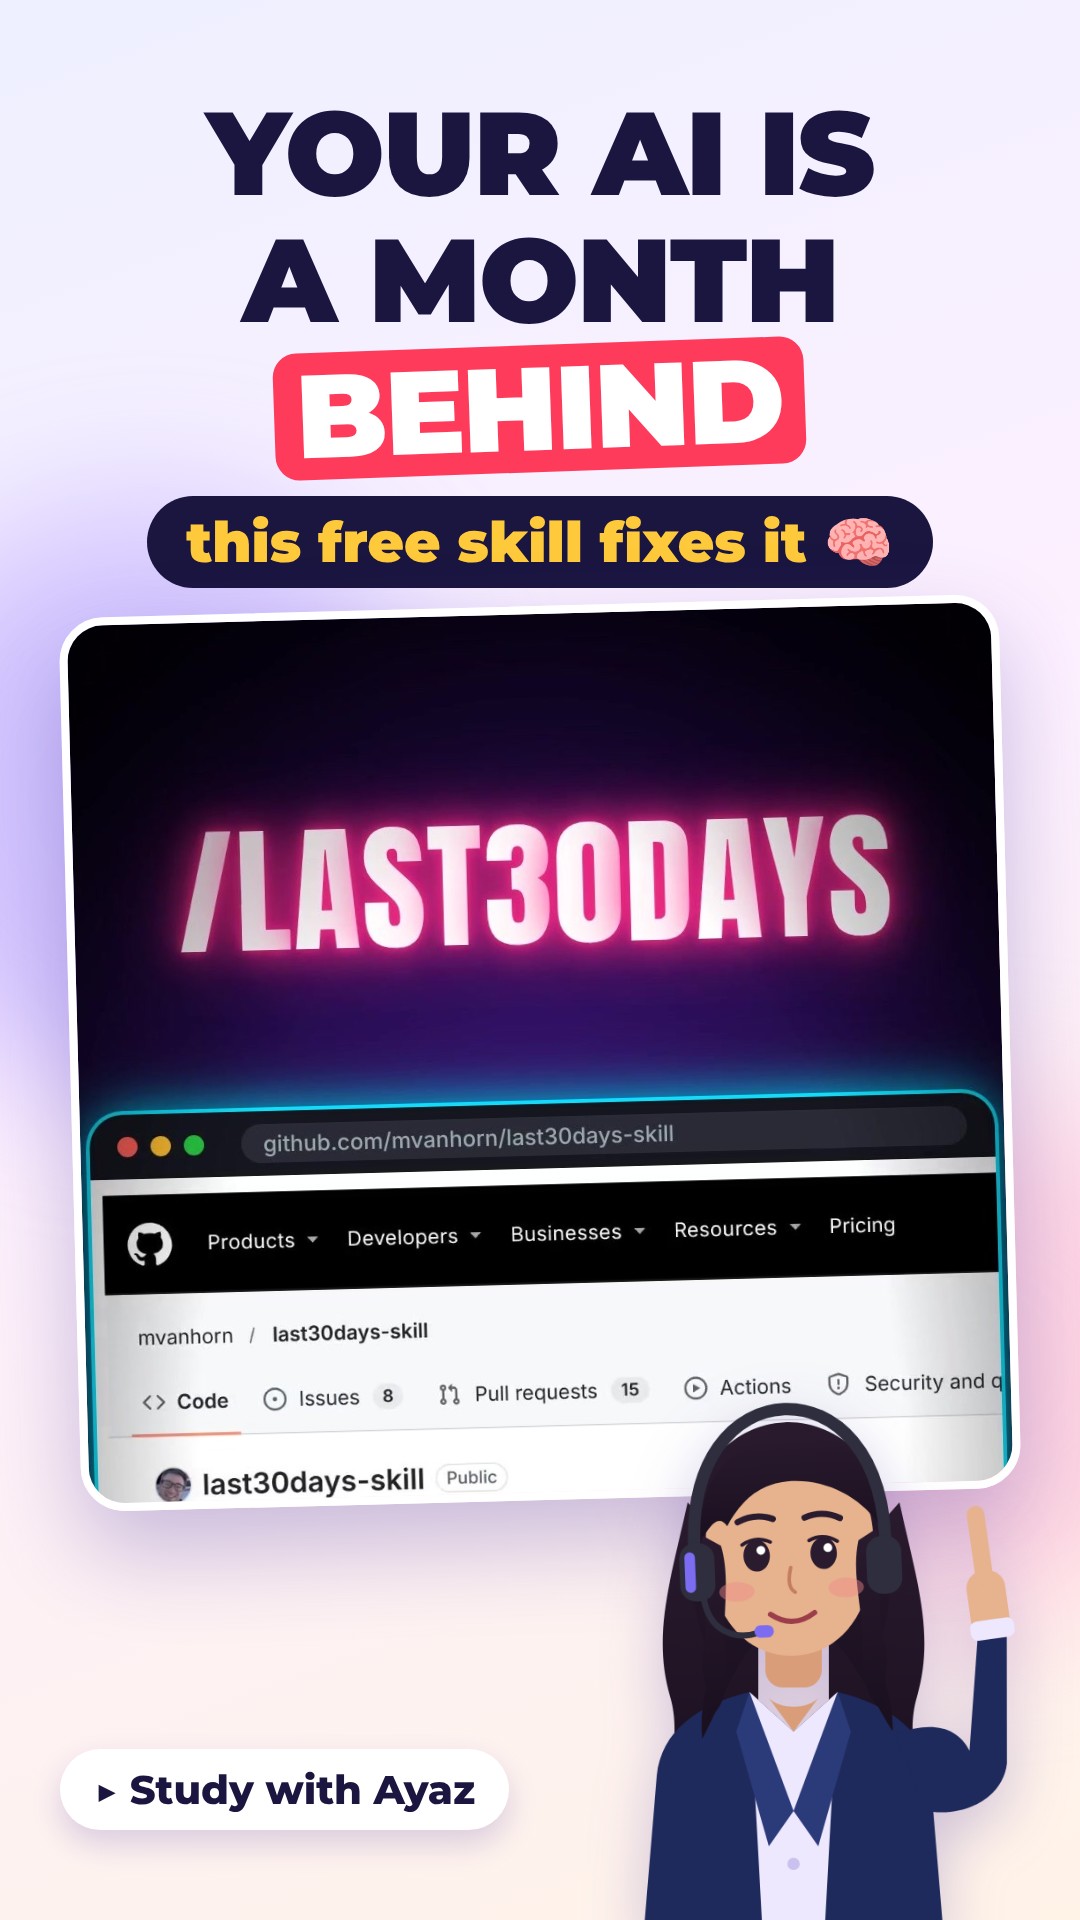 YOUR AI IS
A MONTH
BEHIND
this free skill fixes it
/LAST30DAYS
github.com/mvanhorn/last30days-skill
Products Developers Businesses Resources Pricing
mvanhorn / last30days-skill
Code Issues 8 Pull requests 15 Actions Security and q
last30days-skill Public
Study with Ayaz